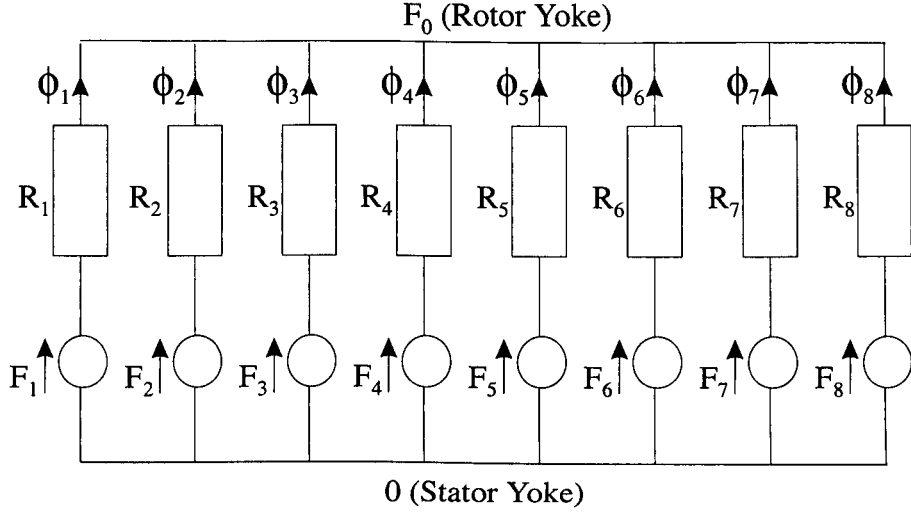 F₀ (Rotor Yoke)
ϕ₁ ϕ₂ ϕ₃ ϕ₄ ϕ₅ ϕ₆ ϕ₇ ϕ₈
R₁ R₂ R₃ R₄ R₅ R₆ R₇ R₈
F₁ F₂ F₃ F₄ F₅ F₆ F₇ F₈
0 (Stator Yoke)